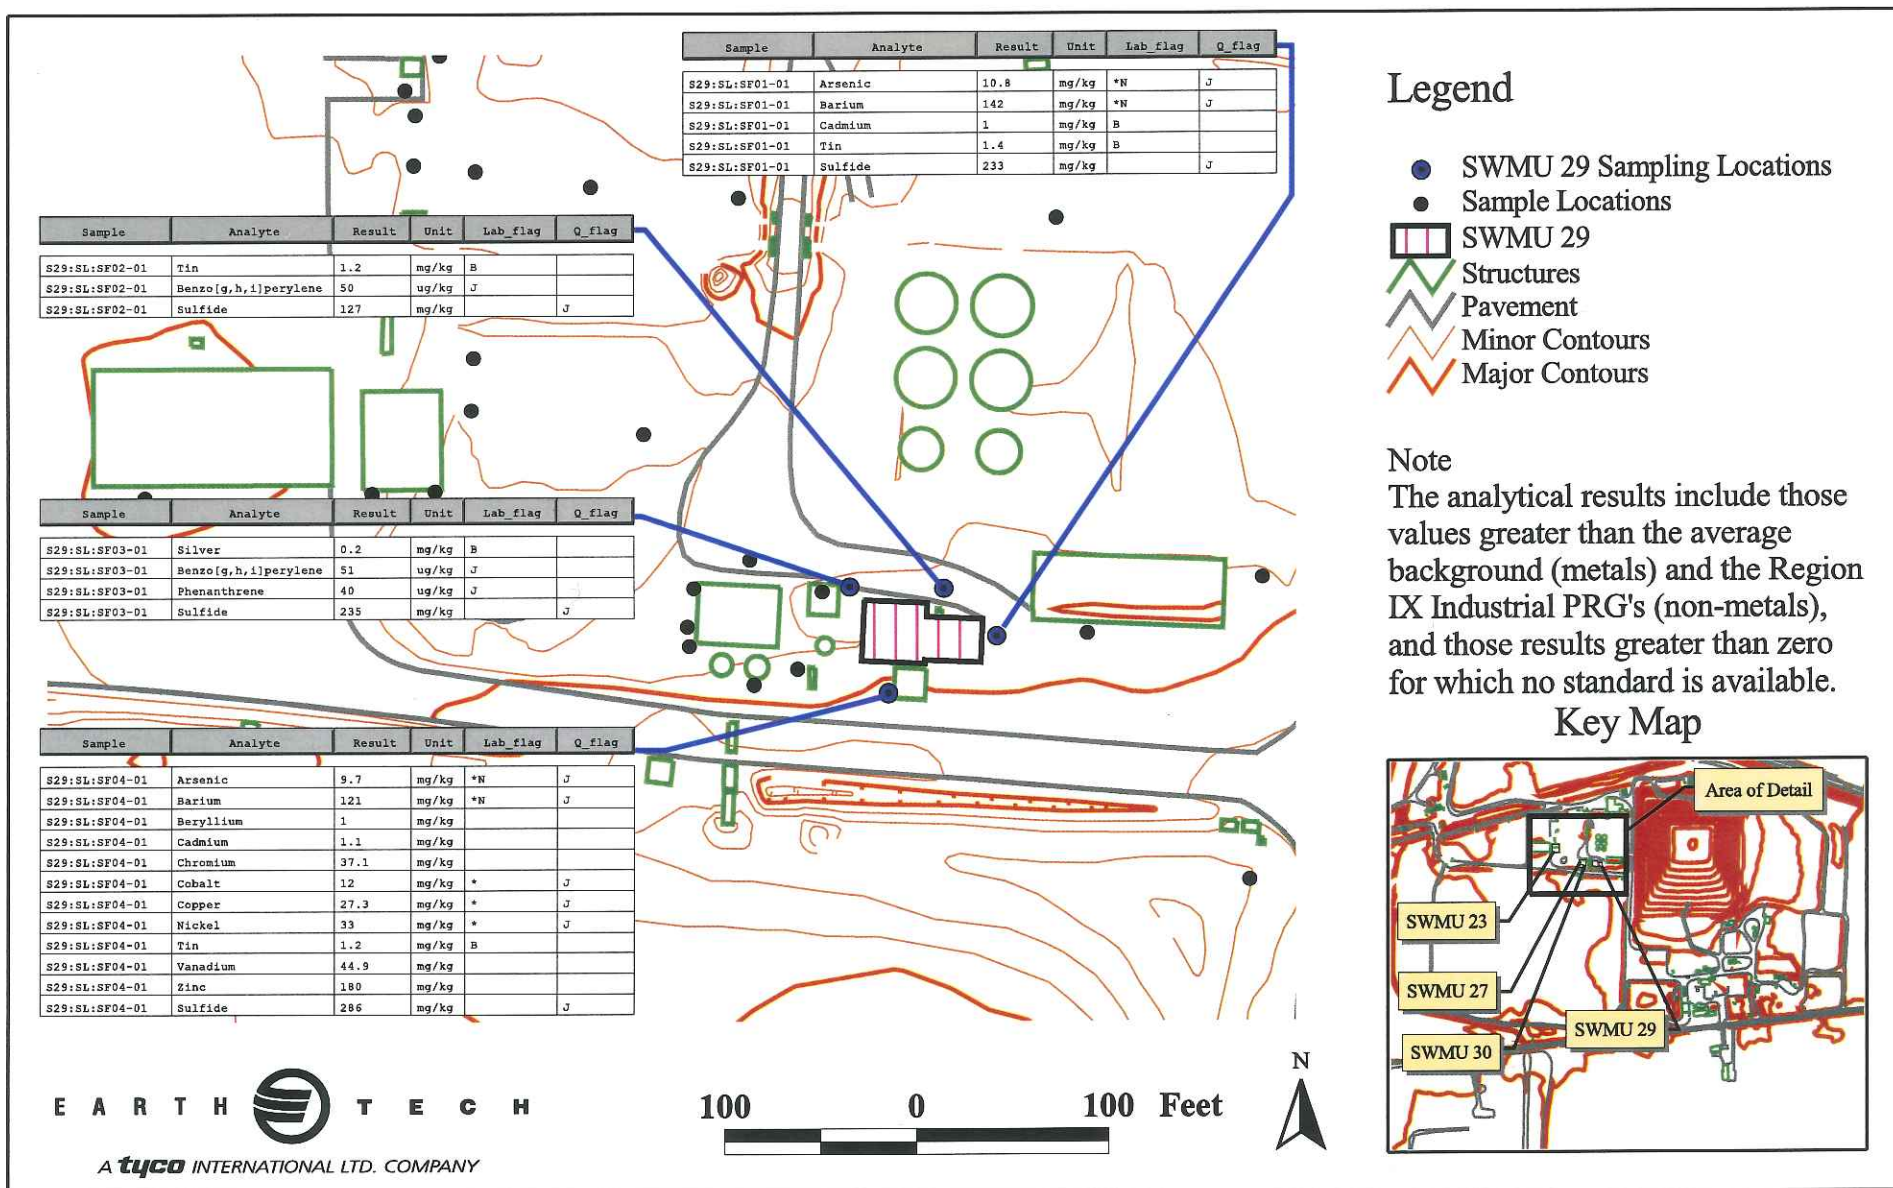 Sample Analyte Result Unit Lab_flag Q_flag
S29:SL:SF01-01 Arsenic 10.8 mg/kg *N J
S29:SL:SF01-01 Barium 142 mg/kg *N J
S29:SL:SF01-01 Cadmium 1 mg/kg B
S29:SL:SF01-01 Tin 1.4 mg/kg B
S29:SL:SF01-01 Sulfide 233 mg/kg J
Sample Analyte Result Unit Lab_flag Q_flag
S29:SL:SF02-01 Tin 1.2 mg/kg B
S29:SL:SF02-01 Benzo[g,h,i]perylene 50 ug/kg J
S29:SL:SF02-01 Sulfide 127 mg/kg J
Sample Analyte Result Unit Lab_flag Q_flag
S29:SL:SF03-01 Silver 0.2 mg/kg B
S29:SL:SF03-01 Benzo[g,h,i]perylene 51 ug/kg J
S29:SL:SF03-01 Phenanthrene 40 ug/kg J
S29:SL:SF03-01 Sulfide 235 mg/kg J
Sample Analyte Result Unit Lab_flag Q_flag
S29:SL:SF04-01 Arsenic 9.7 mg/kg *N J
S29:SL:SF04-01 Barium 121 mg/kg *N J
S29:SL:SF04-01 Beryllium 1 mg/kg
S29:SL:SF04-01 Cadmium 1.1 mg/kg
S29:SL:SF04-01 Chromium 37.1 mg/kg
S29:SL:SF04-01 Cobalt 12 mg/kg * J
S29:SL:SF04-01 Copper 27.3 mg/kg * J
S29:SL:SF04-01 Nickel 33 mg/kg * J
S29:SL:SF04-01 Tin 1.2 mg/kg B
S29:SL:SF04-01 Vanadium 44.9 mg/kg
S29:SL:SF04-01 Zinc 180 mg/kg
S29:SL:SF04-01 Sulfide 286 mg/kg J
Legend
SWMU 29 Sampling Locations
Sample Locations
SWMU 29
Structures
Pavement
Minor Contours
Major Contours
Note
The analytical results include those
values greater than the average
background (metals) and the Region
IX Industrial PRG's (non-metals),
and those results greater than zero
for which no standard is available.
Key Map
Area of Detail
SWMU 23
SWMU 27
SWMU 29
SWMU 30
EARTH TECH
A tyco INTERNATIONAL LTD. COMPANY
100 0 100 Feet
N